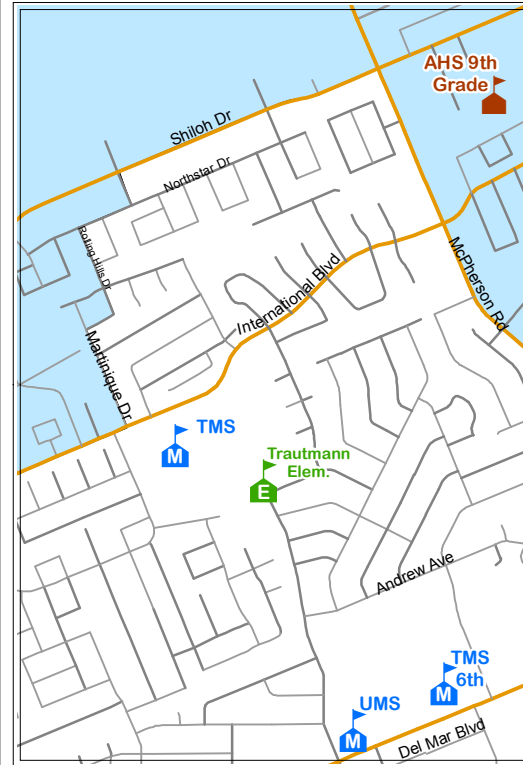 AHS 9th
Grade
Shiloh Dr
Northstar Dr
Rolling Hills Dr
McPherson Rd
International Blvd
Martinique Dr
TMS
M
Trautmann
Elem.
E
Andrew Ave
TMS
6th
M
UMS
M
Del Mar Blvd